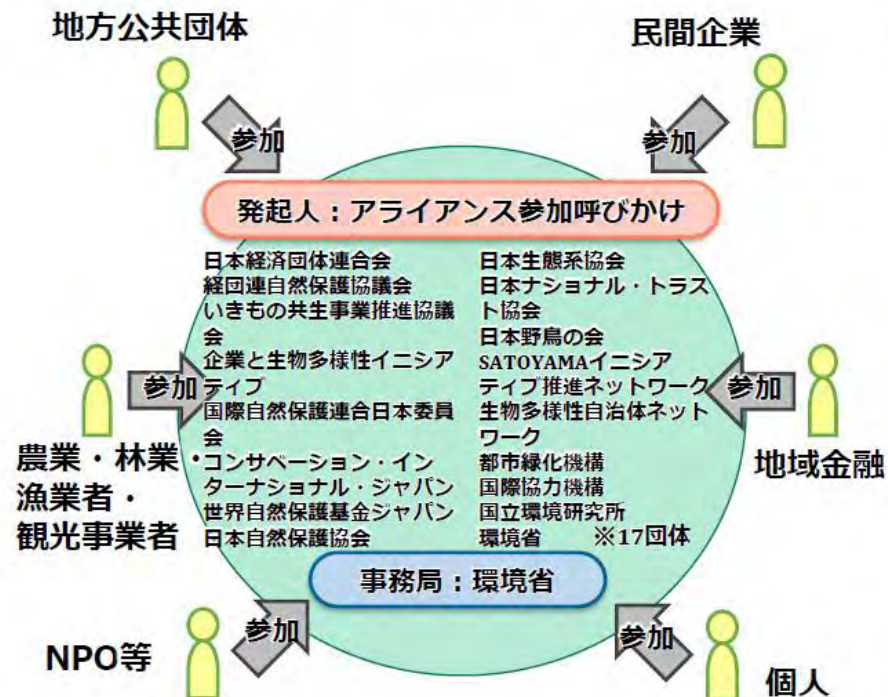 地方公共団体
民間企業
参加
参加
発起人：アライアンス参加呼びかけ
日本経済団体連合会
経団連自然保護協議会
いきもの共生事業推進協議
会
企業と生物多様性イニシア
ティブ
国際自然保護連合日本委員
会
コンサベーション・イン
ターナショナル・ジャパン
世界自然保護基金ジャパン
日本自然保護協会
日本生態系協会
日本ナショナル・トラス
ト協会
日本野鳥の会
SATOYAMAイニシア
ティブ推進ネットワーク
生物多様性自治体ネット
ワーク
都市緑化機構
国際協力機構
国立環境研究所
環境省 ※17団体
参加
農業・林業・
漁業者・
観光事業者
参加
地域金融
事務局：環境省
NPO等
参加
参加
個人